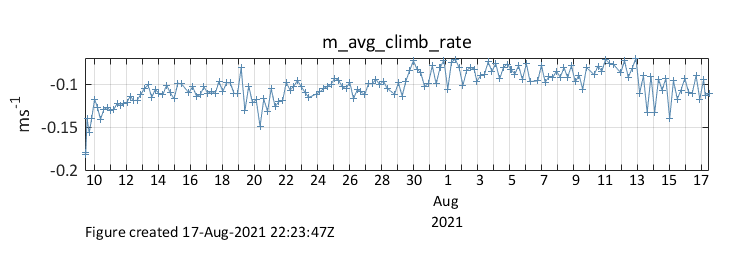 m_avg_climb_rate
-0.1
-0.15
-0.2
ms-1
10 12 14 16 18 20 22 24 26 28 30 1 3 5 7 9 11 13 15 17
Aug
2021
Figure created 17-Aug-2021 22:23:47Z